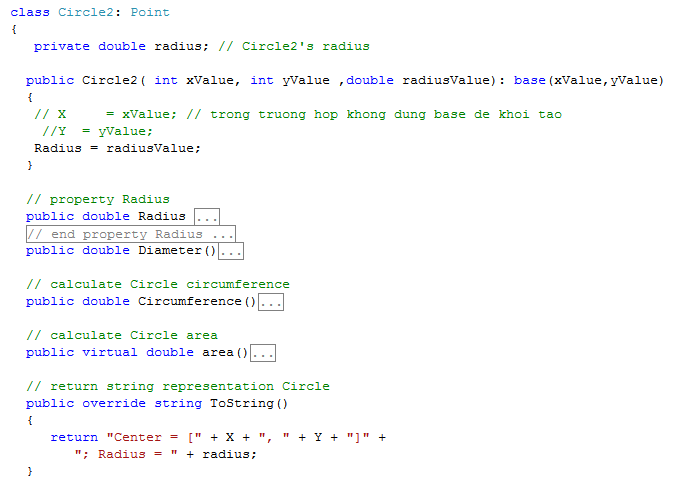 class Circle2: Point
{
private double radius; // Circle2's radius
public Circle2( int xValue, int yValue ,double radiusValue): base(xValue,yValue)
{
// X     = xValue; // trong truong hop khong dung base de khoi tao
//Y  = yValue;
Radius = radiusValue;
}
// property Radius
public double Radius ...
// end property Radius ...
public double Diameter()...
// calculate Circle circumference
public double Circumference()...
// calculate Circle area
public virtual double area()...
// return string representation Circle
public override string ToString()
{
return "Center = [" + X + ", " + Y + "]" +
"; Radius = " + radius;
}